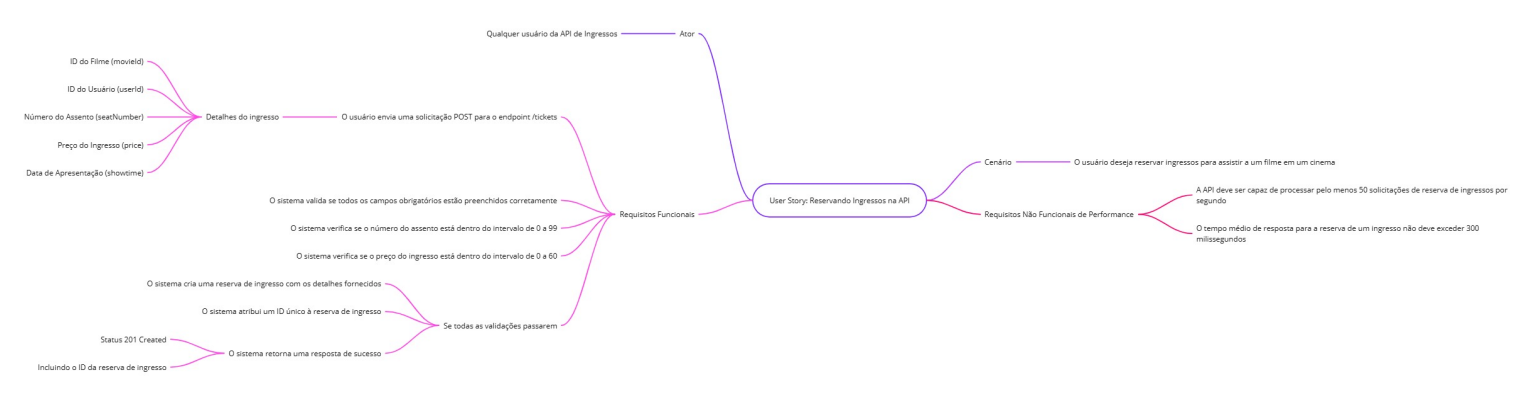 Qualquer usuário da API de Ingressos
Ator
ID do Filme (movieId)
ID do Usuário (userId)
Número do Assento (seatNumber)
Preço do Ingresso (price)
Data de Apresentação (showtime)
Detalhes do ingresso
O usuário envia uma solicitação POST para o endpoint /tickets
O sistema valida se todos os campos obrigatórios estão preenchidos corretamente
O sistema verifica se o número do assento está dentro do intervalo de 0 a 99
O sistema verifica se o preço do ingresso está dentro do intervalo de 0 a 60
O sistema cria uma reserva de ingresso com os detalhes fornecidos
O sistema atribui um ID único à reserva de ingresso
Status 201 Created
Incluindo o ID da reserva de ingresso
O sistema retorna uma resposta de sucesso
Se todas as validações passarem
Requisitos Funcionais
User Story: Reservando Ingressos na API
Cenário
O usuário deseja reservar ingressos para assistir a um filme em um cinema
Requisitos Não Funcionais de Performance
A API deve ser capaz de processar pelo menos 50 solicitações de reserva de ingressos por
segundo
O tempo médio de resposta para a reserva de um ingresso não deve exceder 300
milissegundos